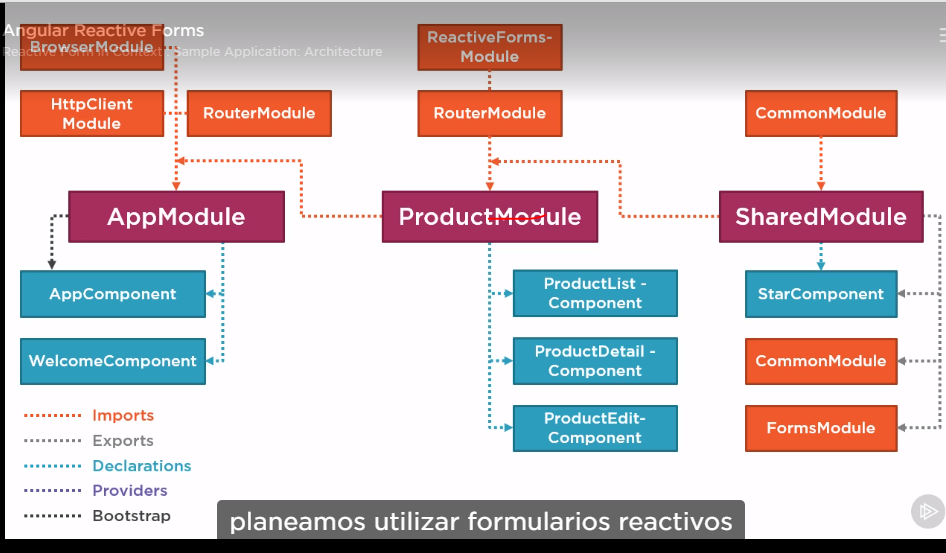 Angular Reactive Forms
Reactive Form in Context: Sample Application: Architecture
BrowserModule
ReactiveForms-
Module
HttpClient
Module
RouterModule
RouterModule
CommonModule
AppModule
ProductModule
SharedModule
AppComponent
WelcomeComponent
ProductList -
Component
ProductDetail -
Component
ProductEdit-
Component
StarComponent
CommonModule
FormsModule
Imports
Exports
Declarations
Providers
Bootstrap
planeamos utilizar formularios reactivos